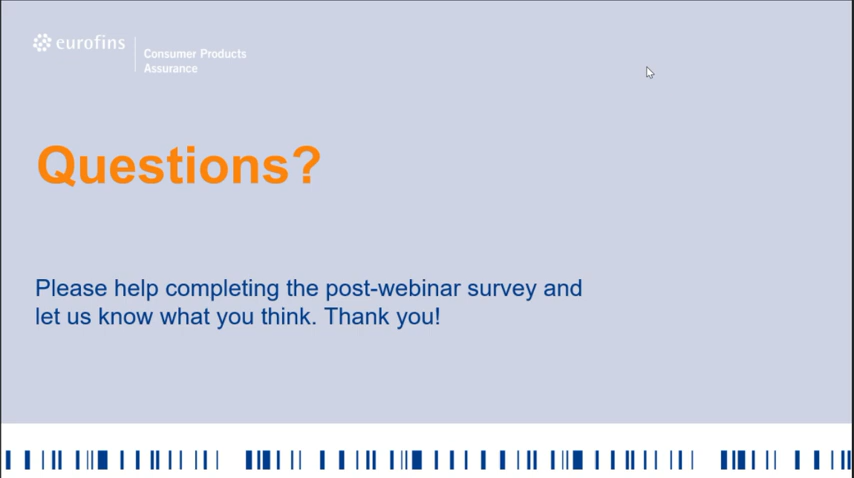 eurofins
Consumer Products
Assurance
Questions?
Please help completing the post-webinar survey and
let us know what you think. Thank you!